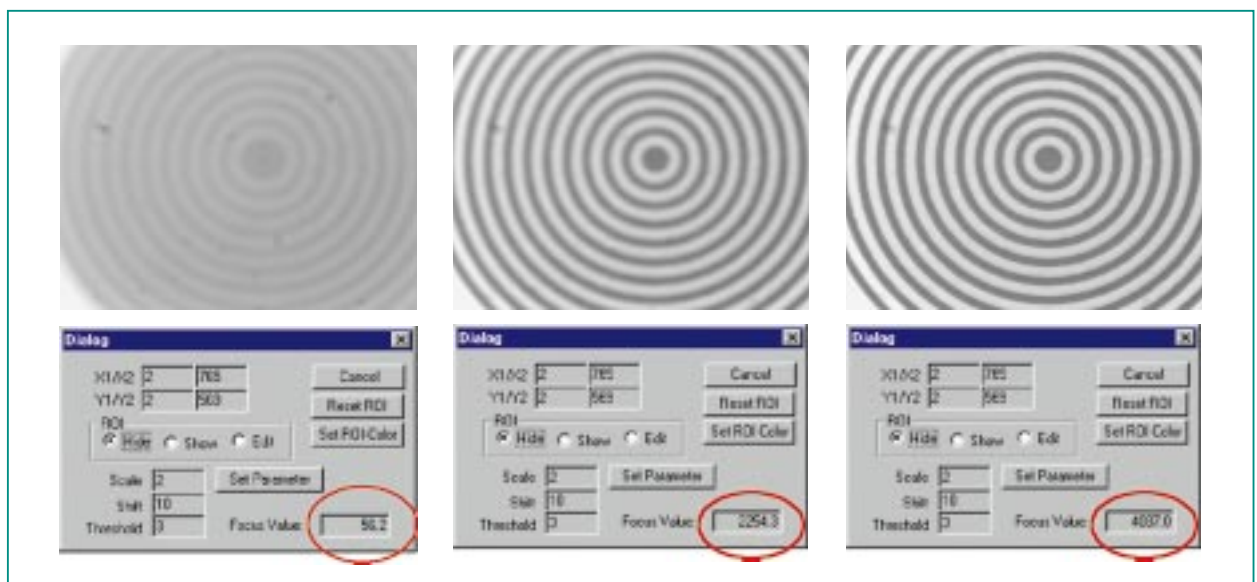 Dialog
X1/X2 2 765
Y1/Y2 2 569
Cancel
Reset ROI
Set ROI-Color
ROI
Hide Show Edit
Scale 2
Set Parameter
Shift 10
Threshold 3
Focus Value: 56.2
Dialog
X1/X2 2 765
Y1/Y2 2 569
Cancel
Reset ROI
Set ROI Color
ROI
Hide Show Edit
Scale 2
Set Parameter
Shift 10
Threshold 3
Focus Value: 2254.3
Dialog
X1/X2 2 765
Y1/Y2 2 569
Cancel
Reset ROI
Set ROI Color
ROI
Hide Show Edit
Scale 2
Set Parameter
Shift 10
Threshold 3
Focus Value: